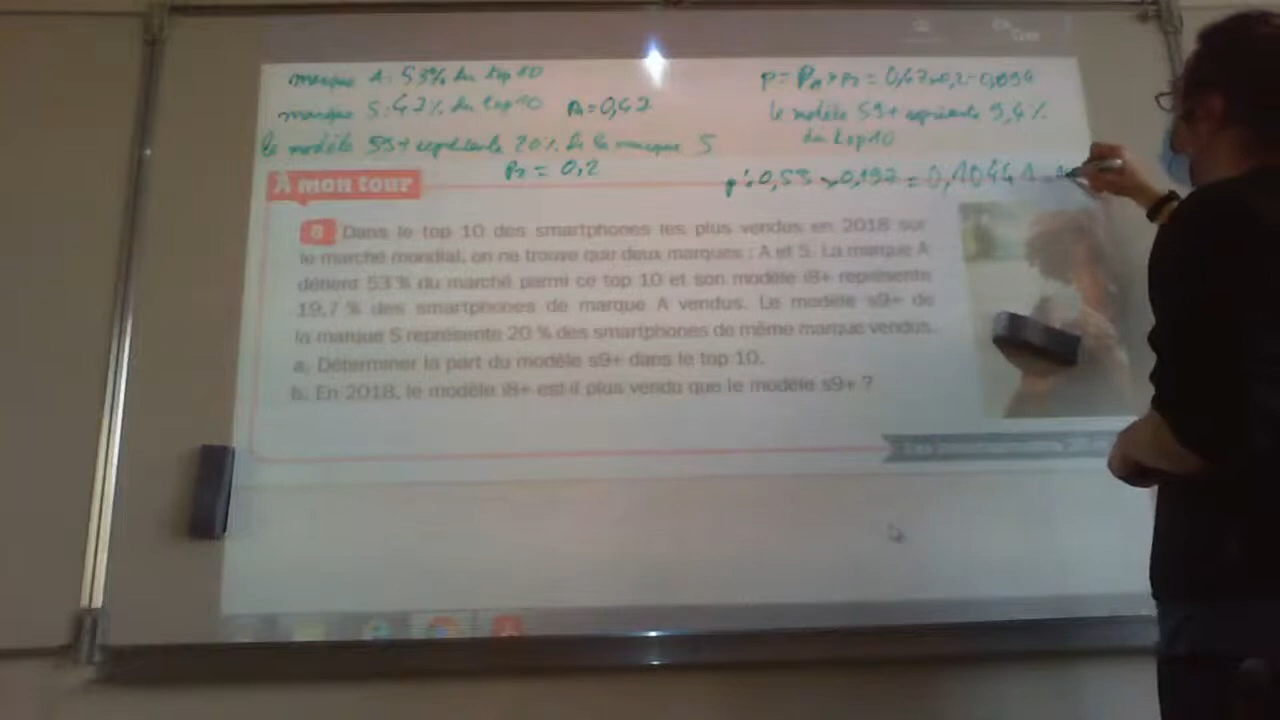 marque A : 53% du top 10
marque S : 47% du top 10 P₁ = 0,47
le modèle S9+ représente 20% de la marque S
P₂ = 0,2
P = P₁ × P₂ = 0,47 × 0,2 = 0,094
le modèle S9+ représente 9,4%
du top 10
p' = 0,53 × 0,197 = 0,10441
À mon tour
8 Dans le top 10 des smartphones les plus vendus en 2018 sur
le marché mondial, on ne trouve que deux marques : A et S. La marque A
détient 53 % du marché parmi ce top 10 et son modèle i8+ représente
19,7 % des smartphones de marque A vendus. Le modèle s9+ de
la marque S représente 20 % des smartphones de même marque vendus.
a. Déterminer la part du modèle s9+ dans le top 10.
b. En 2018, le modèle i8+ est-il plus vendu que le modèle s9+ ?